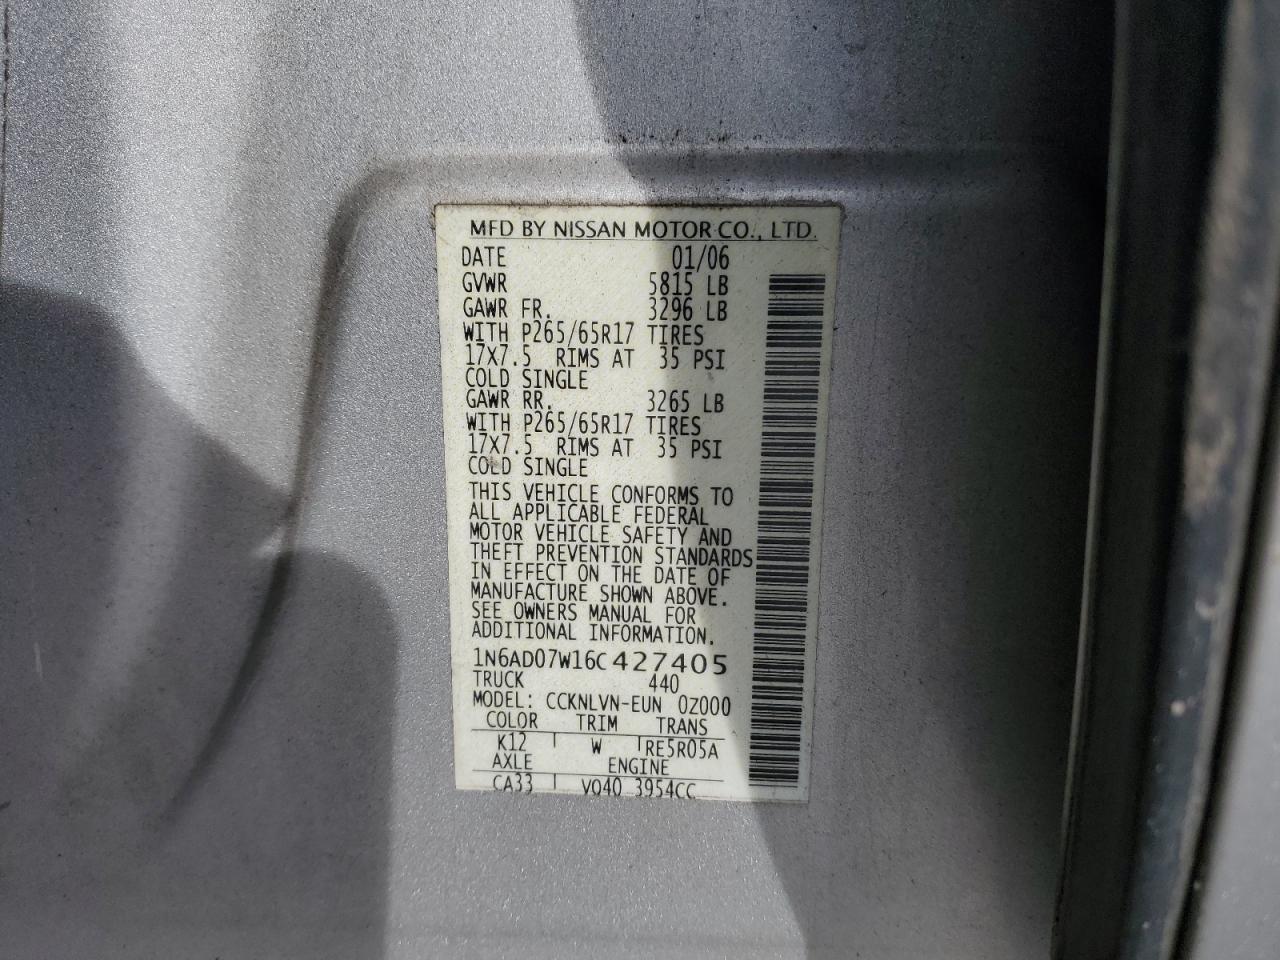 MFD BY NISSAN MOTOR CO., LTD.
DATE 01/06
GVWR 5815 LB
GAWR FR. 3296 LB
WITH P265/65R17 TIRES
17X7.5 RIMS AT 35 PSI
COLD SINGLE
GAWR RR. 3265 LB
WITH P265/65R17 TIRES
17X7.5 RIMS AT 35 PSI
COLD SINGLE
THIS VEHICLE CONFORMS TO
ALL APPLICABLE FEDERAL
MOTOR VEHICLE SAFETY AND
THEFT PREVENTION STANDARDS
IN EFFECT ON THE DATE OF
MANUFACTURE SHOWN ABOVE.
SEE OWNERS MANUAL FOR
ADDITIONAL INFORMATION.
1N6AD07W16C427405
TRUCK 440
MODEL: CCKNLVN-EUN 0Z000
COLOR TRIM TRANS
K12 W RE5R05A
AXLE ENGINE
CA33 VQ40 3954CC